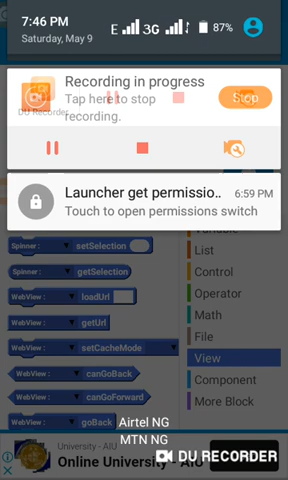 7:46 PM
Saturday, May 9
E 3G 87%
Recording in progress
Tap here to stop
recording.
DU Recorder
Stop
Launcher get permissio..
6:59 PM
Touch to open permissions switch
Variable
List
Control
Operator
Math
File
View
Component
More Block
Spinner : setSelection
Spinner : getSelection
WebView : loadUrl
WebView : getUrl
WebView : setCacheMode
WebView : canGoBack
WebView : canGoForward
WebView : goBack
Airtel NG
MTN NG
University - AIU
Online University - AIU
DU RECORDER